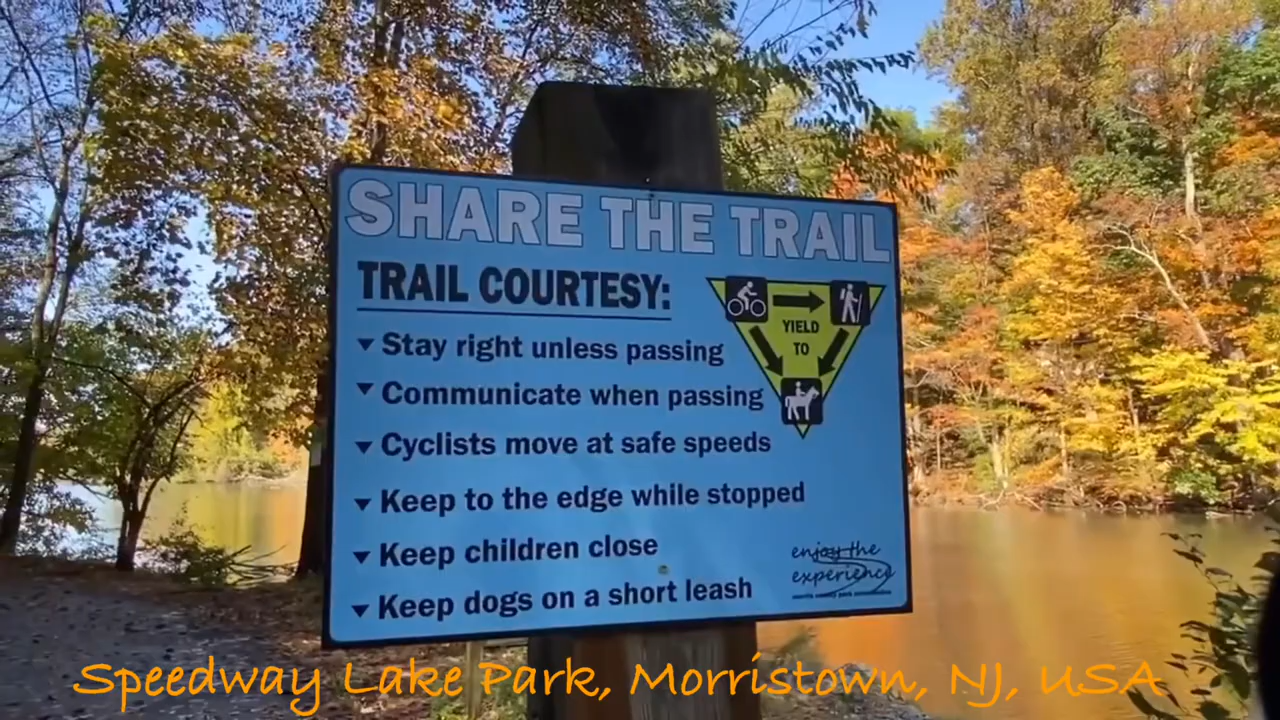 SHARE THE TRAIL
TRAIL COURTESY:
Stay right unless passing
Communicate when passing
Cyclists move at safe speeds
Keep to the edge while stopped
Keep children close
Keep dogs on a short leash
YIELD
TO
enjoy the
experience
Speedway Lake Park, Morristown, NJ, USA